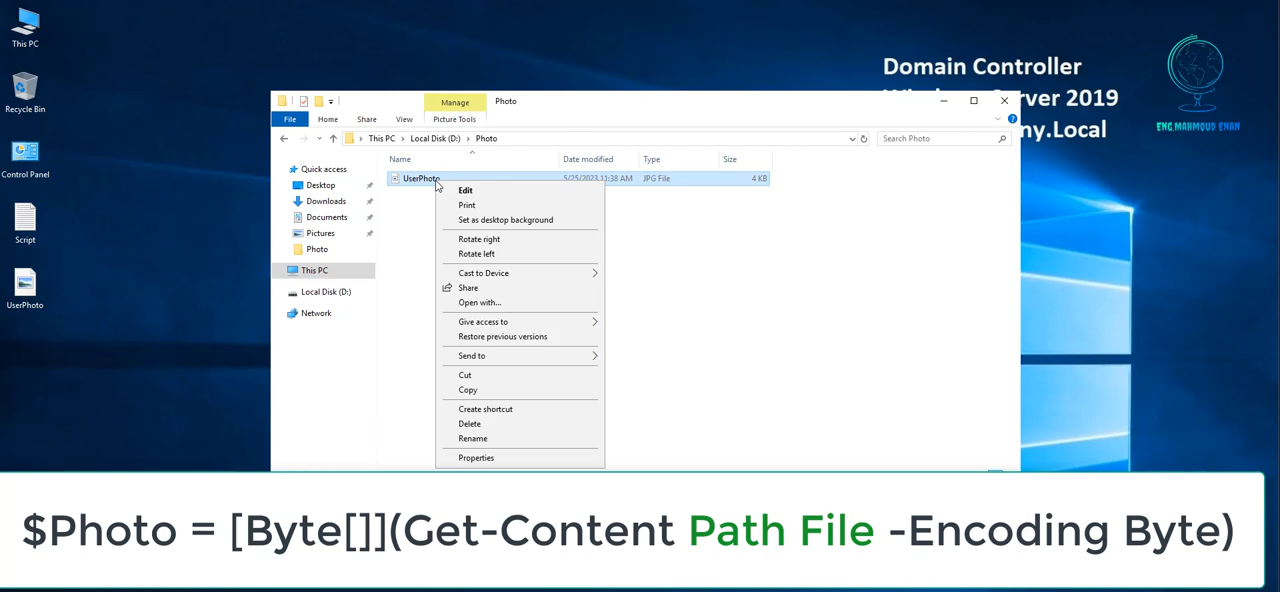 This PC
Recycle Bin
Control Panel
Script
UserPhoto
Domain Controller
Server 2019
ny.Local
ENG.MAHMOUD ENAN
Manage
Photo
File
Home
Share
View
Picture Tools
This PC
Local Disk (D:)
Photo
Search Photo
Quick access
Desktop
Downloads
Documents
Pictures
Photo
This PC
Local Disk (D:)
Network
Name
Date modified
Type
Size
UserPhoto
5/25/2023 11:38 AM
JPG File
4 KB
Edit
Print
Set as desktop background
Rotate right
Rotate left
Cast to Device
Share
Open with...
Give access to
Restore previous versions
Send to
Cut
Copy
Create shortcut
Delete
Rename
Properties
$Photo = [Byte[]](Get-Content Path File -Encoding Byte)